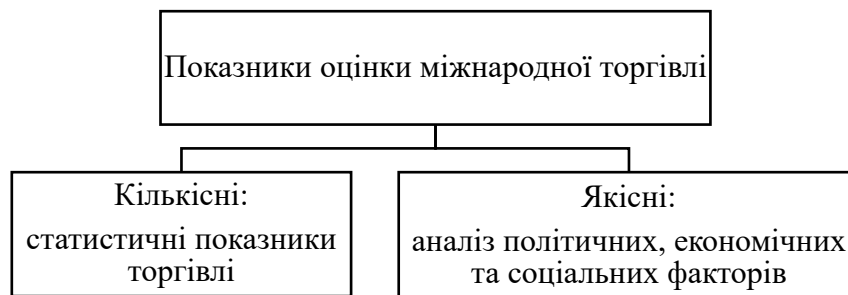 Показники оцінки міжнародної торгівлі
Кількісні:
статистичні показники
торгівлі
Якісні:
аналіз політичних, економічних
та соціальних факторів